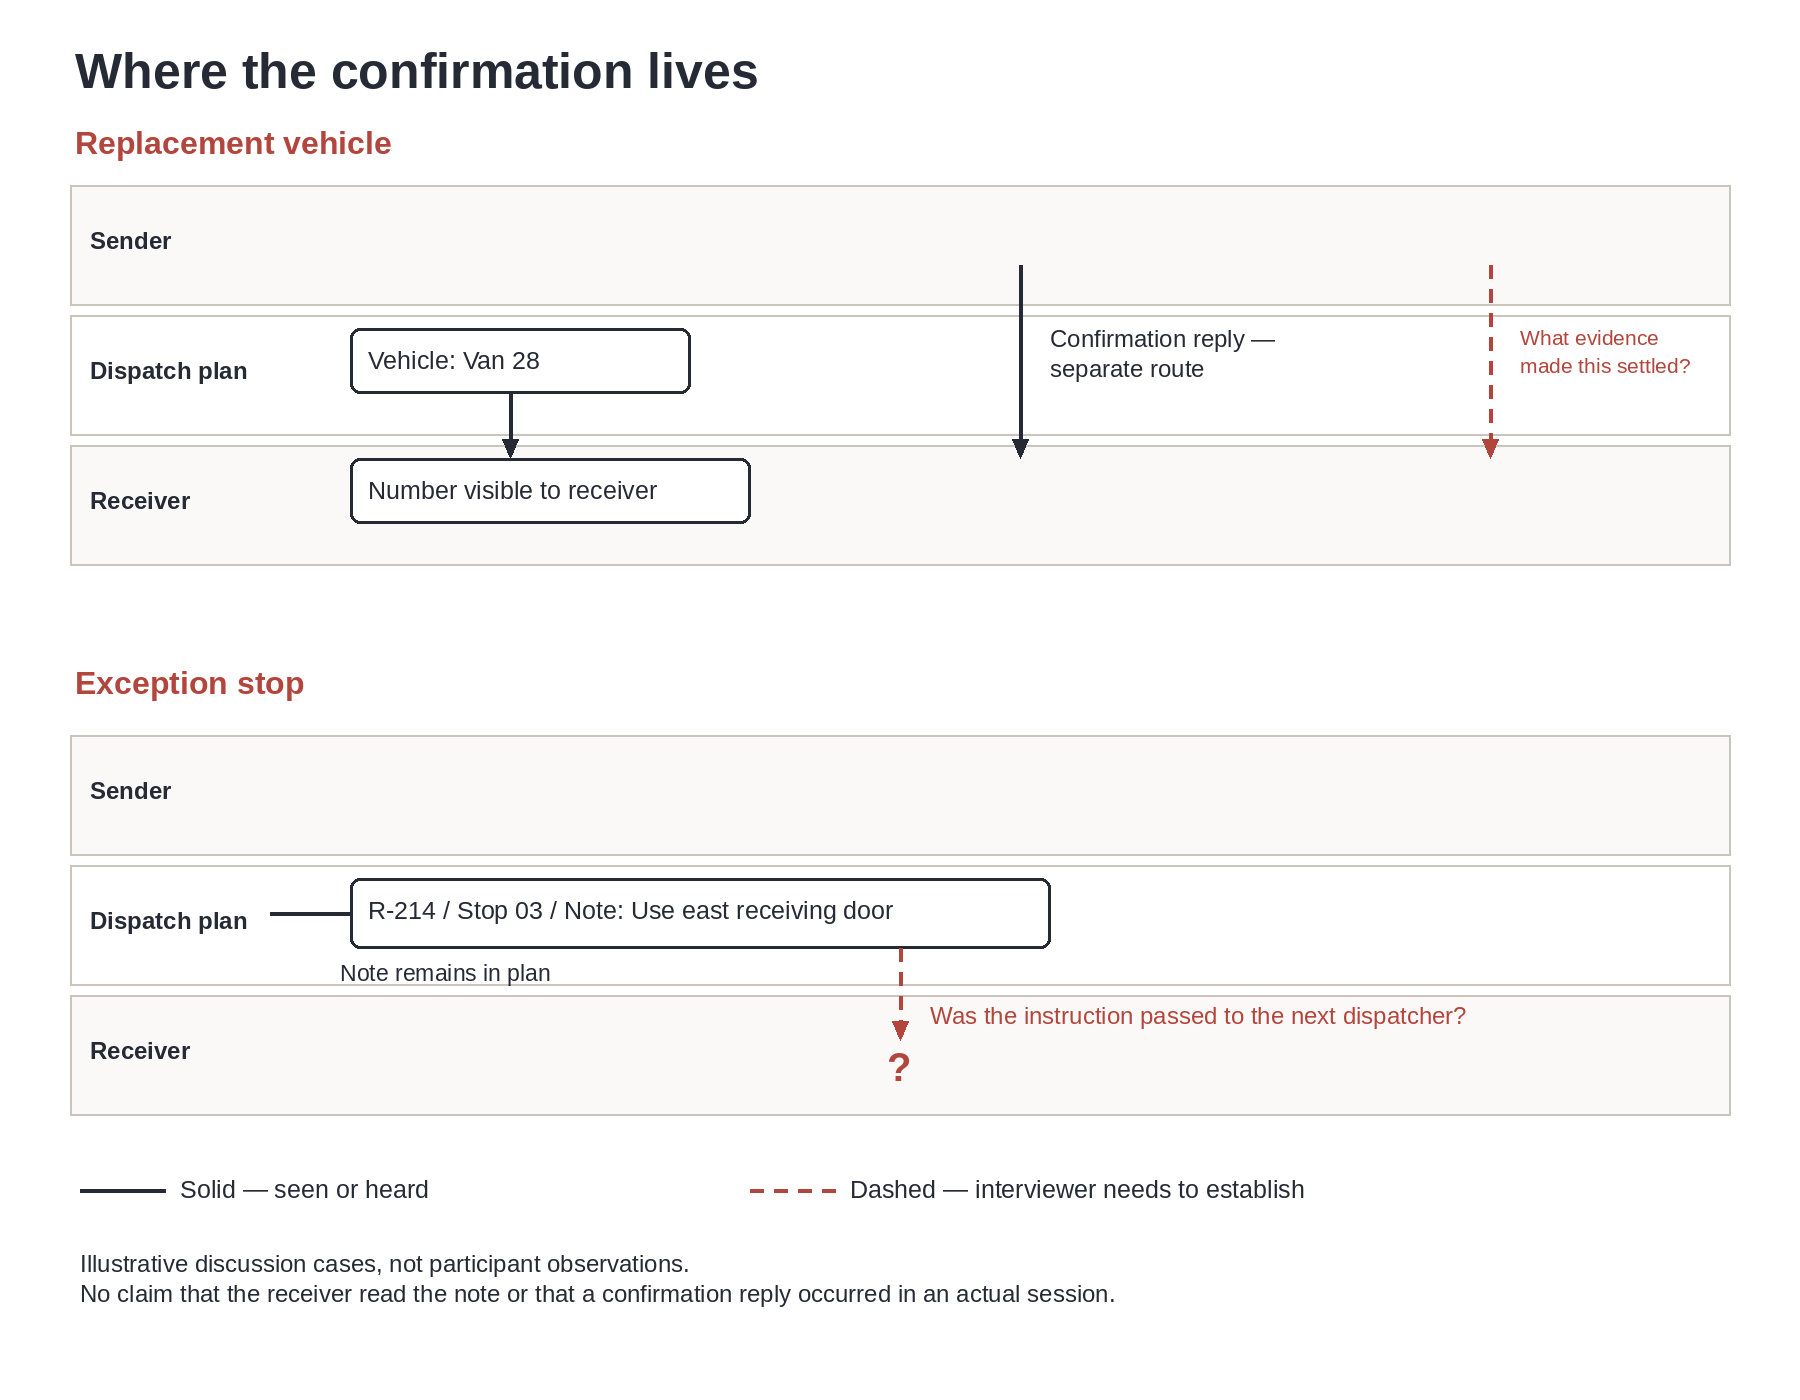 Where the confirmation lives
Replacement vehicle
Sender
Dispatch plan
Vehicle: Van 28
Confirmation reply —
separate route
What evidence
made this settled?
Receiver
Number visible to receiver
Exception stop
Sender
Dispatch plan
R-214 / Stop 03 / Note: Use east receiving door
Note remains in plan
Receiver
Was the instruction passed to the next dispatcher?
?
Solid — seen or heard
Dashed — interviewer needs to establish
Illustrative discussion cases, not participant observations.
No claim that the receiver read the note or that a confirmation reply occurred in an actual session.